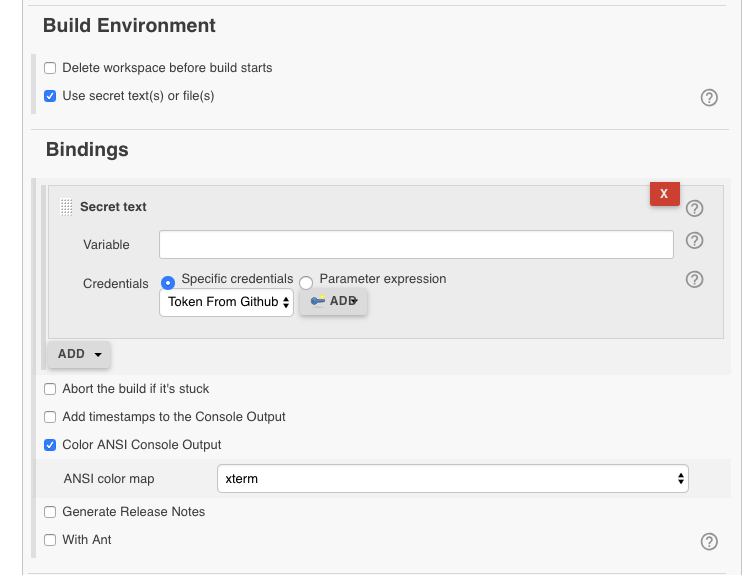 Build Environment
Delete workspace before build starts
Use secret text(s) or file(s)
?
Bindings
X
Secret text
?
Variable
?
Credentials
Specific credentials
Parameter expression
?
Token From Github
ADD
ADD
Abort the build if it's stuck
Add timestamps to the Console Output
Color ANSI Console Output
ANSI color map
xterm
Generate Release Notes
With Ant
?